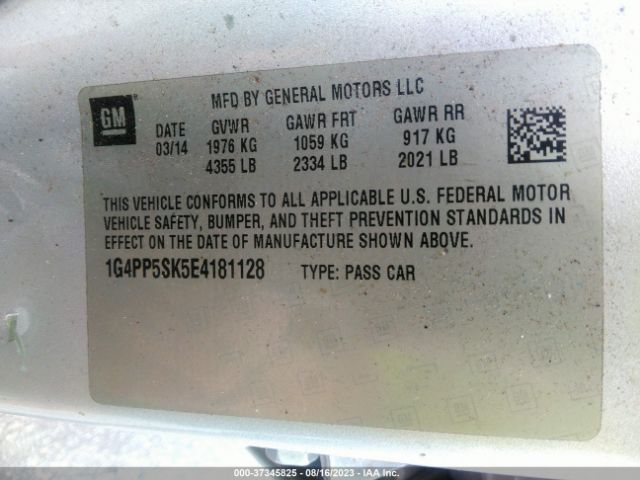 MFD BY GENERAL MOTORS LLC
GM
DATE GVWR GAWR FRT GAWR RR
03/14 1976 KG 1059 KG 917 KG
4355 LB 2334 LB 2021 LB
THIS VEHICLE CONFORMS TO ALL APPLICABLE U.S. FEDERAL MOTOR
VEHICLE SAFETY, BUMPER, AND THEFT PREVENTION STANDARDS IN
EFFECT ON THE DATE OF MANUFACTURE SHOWN ABOVE.
1G4PP5SK5E4181128 TYPE: PASS CAR
000-37345825 - 08/16/2023 - IAA Inc.